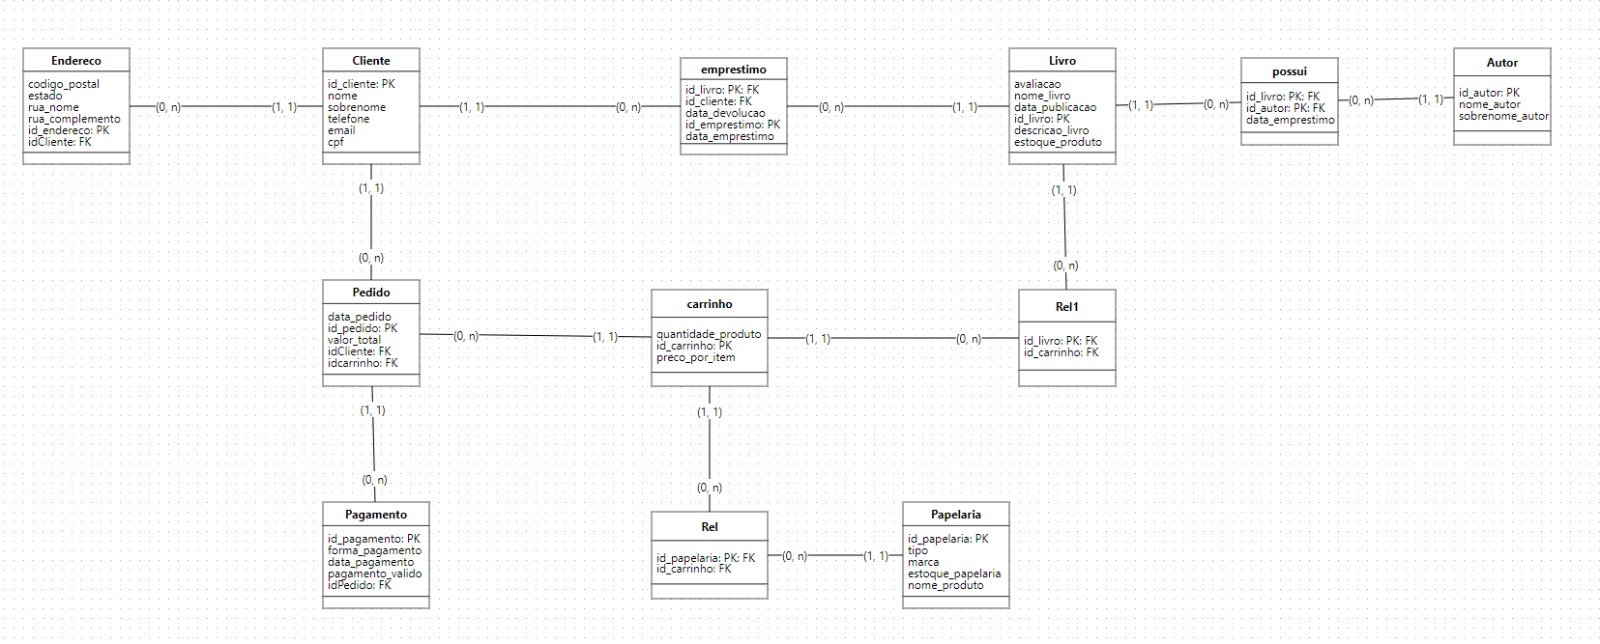 Endereco
codigo_postal
estado
rua_nome
rua_complemento
id_endereco: PK
idCliente: FK
(0, n)
(1, 1)
Cliente
id_cliente: PK
nome
sobrenome
telefone
email
cpf
(1, 1)
(0, n)
emprestimo
id_livro: PK: FK
id_cliente: FK
data_devolucao
id_emprestimo: PK
data_emprestimo
(0, n)
(1, 1)
Livro
avaliacao
nome_livro
data_publicacao
id_livro: PK
descricao_livro
estoque_produto
(1, 1)
(0, n)
possui
id_livro: PK: FK
id_autor: PK: FK
data_emprestimo
(0, n)
(1, 1)
Autor
id_autor: PK
nome_autor
sobrenome_autor
(1, 1)
(0, n)
(1, 1)
(0, n)
Pedido
data_pedido
id_pedido: PK
valor_total
idCliente: FK
idcarrinho: FK
(0, n)
(1, 1)
carrinho
quantidade_produto
id_carrinho: PK
preco_por_item
(1, 1)
(0, n)
Rel1
id_livro: PK: FK
id_carrinho: FK
(1, 1)
(0, n)
(1, 1)
(0, n)
Pagamento
id_pagamento: PK
forma_pagamento
data_pagamento
pagamento_valido
idPedido: FK
Rel
id_papelaria: PK: FK
id_carrinho: FK
(0, n)
(1, 1)
Papelaria
id_papelaria: PK
tipo
marca
estoque_papelaria
nome_produto